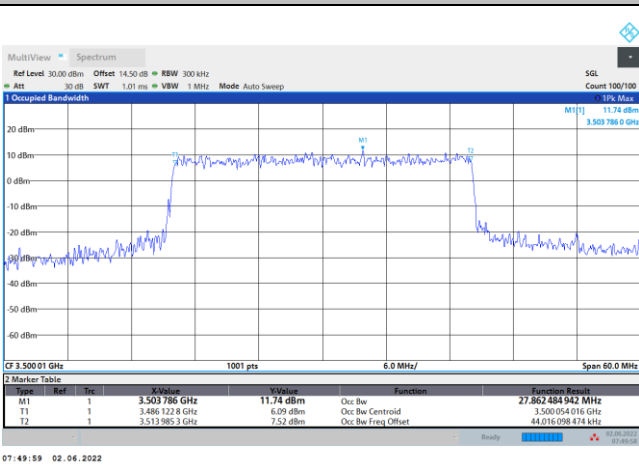 MultiView Spectrum
Ref Level 30.00 dBm Offset 14.50 dB RBW 300 kHz SGL
Att 30 dB SWT 1.01 ms VBW 1 MHz Mode Auto Sweep Count 100/100
1 Occupied Bandwidth 1Pk Max
M1[1] 11.74 dBm
3.503 786 0 GHz
20 dBm
M1
T1
T2
10 dBm
0 dBm
-10 dBm
-20 dBm
-30 dBm
-40 dBm
-50 dBm
-60 dBm
CF 3.500 01 GHz 1001 pts 6.0 MHz/ Span 60.0 MHz
2 Marker Table
Type Ref Trc X-Value Y-Value Function Function Result
M1 1 3.503 786 GHz 11.74 dBm Occ Bw 27.862 484 942 MHz
T1 1 3.486 122 8 GHz 6.09 dBm Occ Bw Centroid 3.500 054 016 GHz
T2 1 3.513 985 3 GHz 7.52 dBm Occ Bw Freq Offset 44.016 098 474 kHz
Ready 02.06.2022
07:49:59
07:49:59 02.06.2022